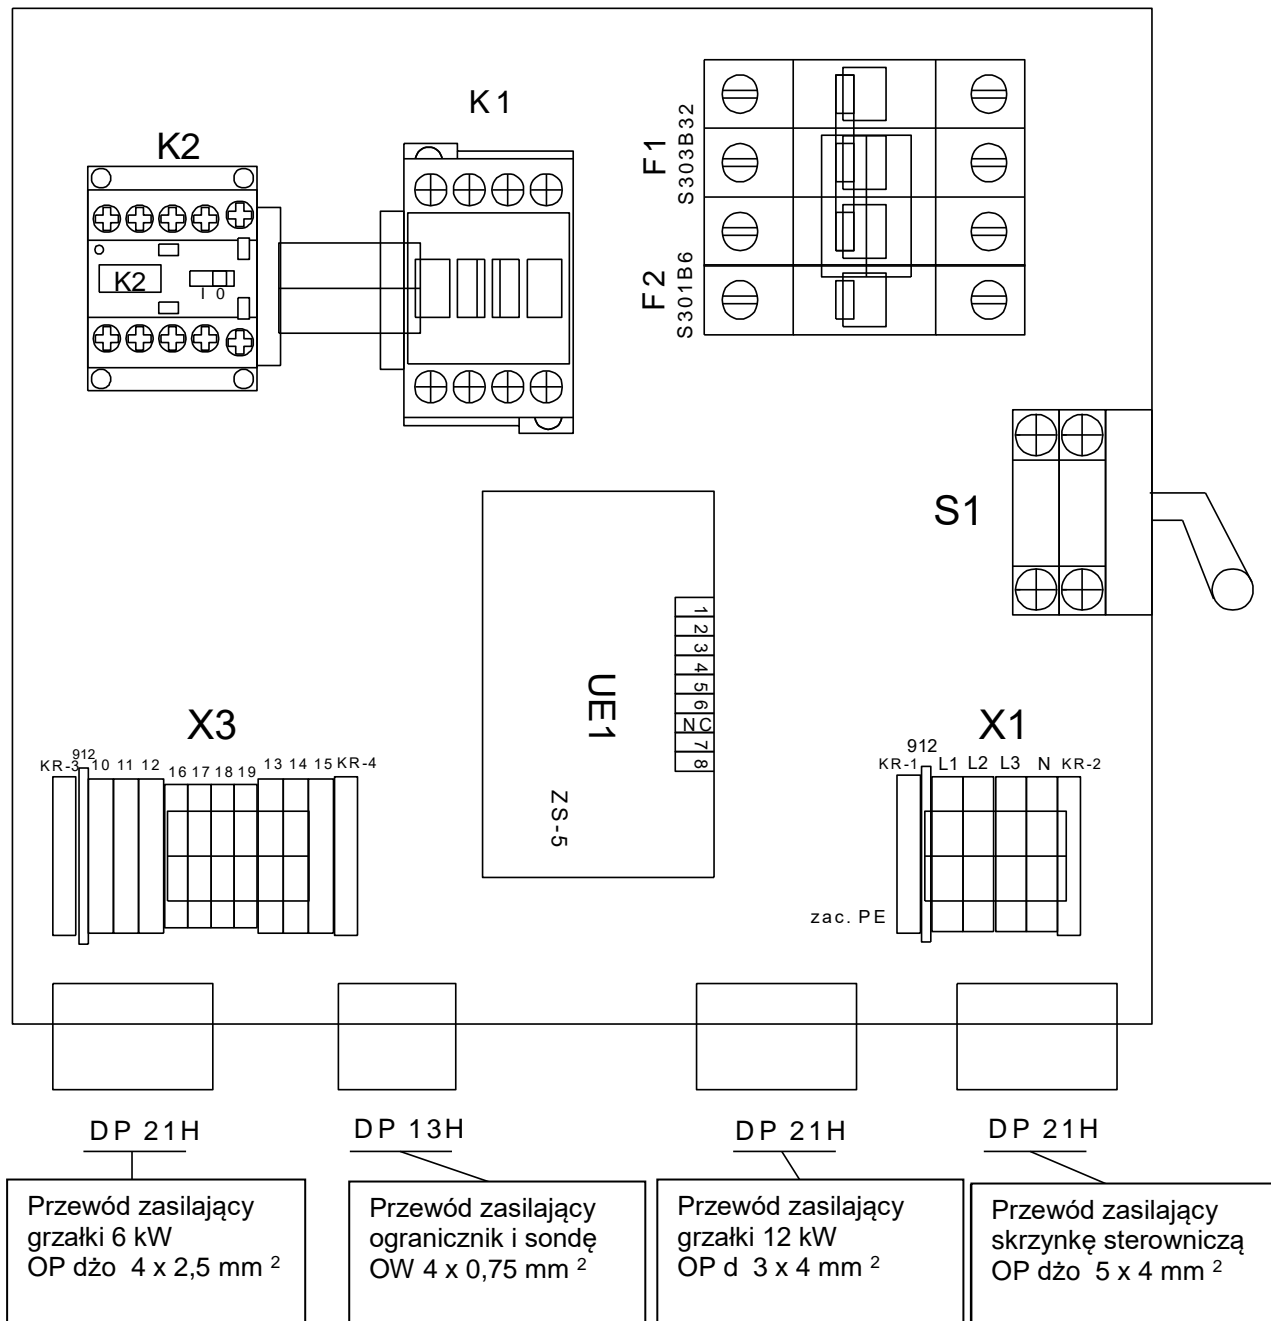 K1
K2
F1
S303B32
K2
I 0
F2
S301B6
S1
1
2
3
4
5
6
NC
7
8
UE1
ZS-5
X3
912
KR-3 10 11 12 16 17 18 19 13 14 15 KR-4
X1
912
KR-1 L1 L2 L3 N KR-2
zac. PE
DP 21H
DP 13H
DP 21H
DP 21H
Przewód zasilający
grzałki 6 kW
OP dżo 4 x 2,5 mm ²
Przewód zasilający
ogranicznik i sondę
OW 4 x 0,75 mm ²
Przewód zasilający
grzałki 12 kW
OP d 3 x 4 mm ²
Przewód zasilający
skrzynkę sterowniczą
OP dżo 5 x 4 mm ²